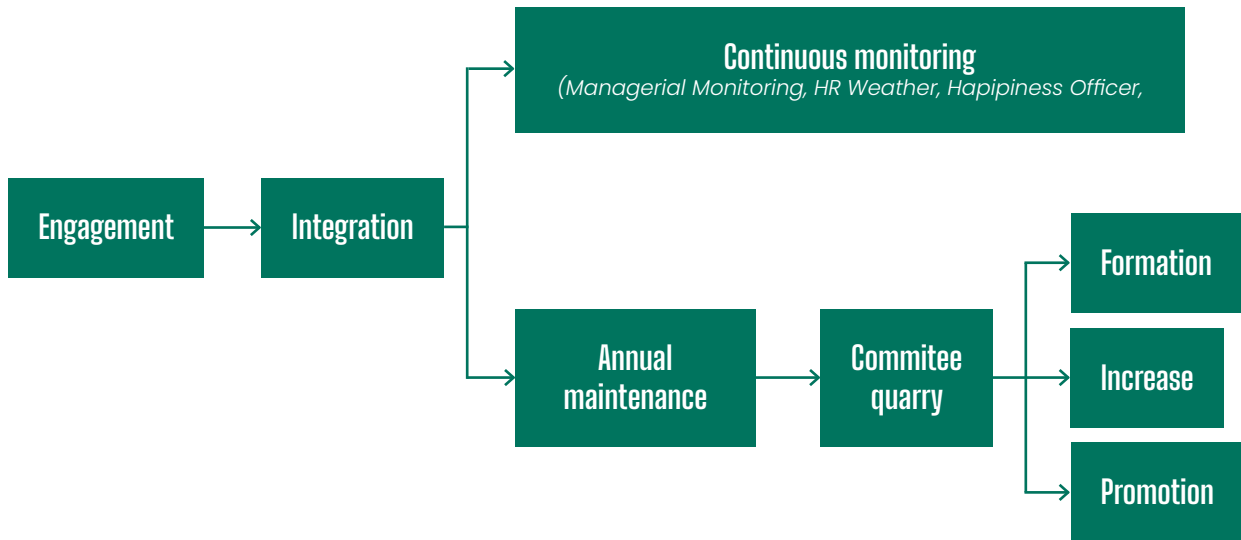 Continuous monitoring
(Managerial Monitoring, HR Weather, Hapipiness Officer,
Engagement
Integration
Annual
maintenance
Commitee
quarry
Formation
Increase
Promotion